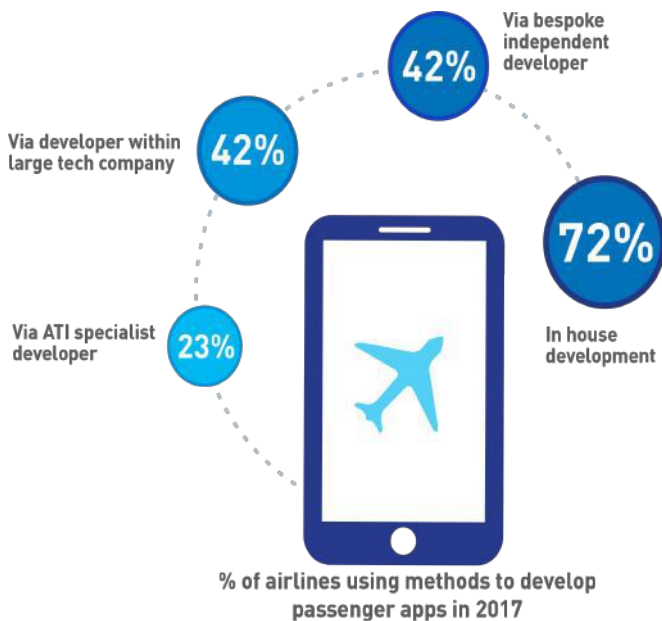 Via bespoke
independent
developer
42%
Via developer within
large tech company
42%
72%
In house
development
Via ATI specialist
developer
23%
% of airlines using methods to develop
passenger apps in 2017